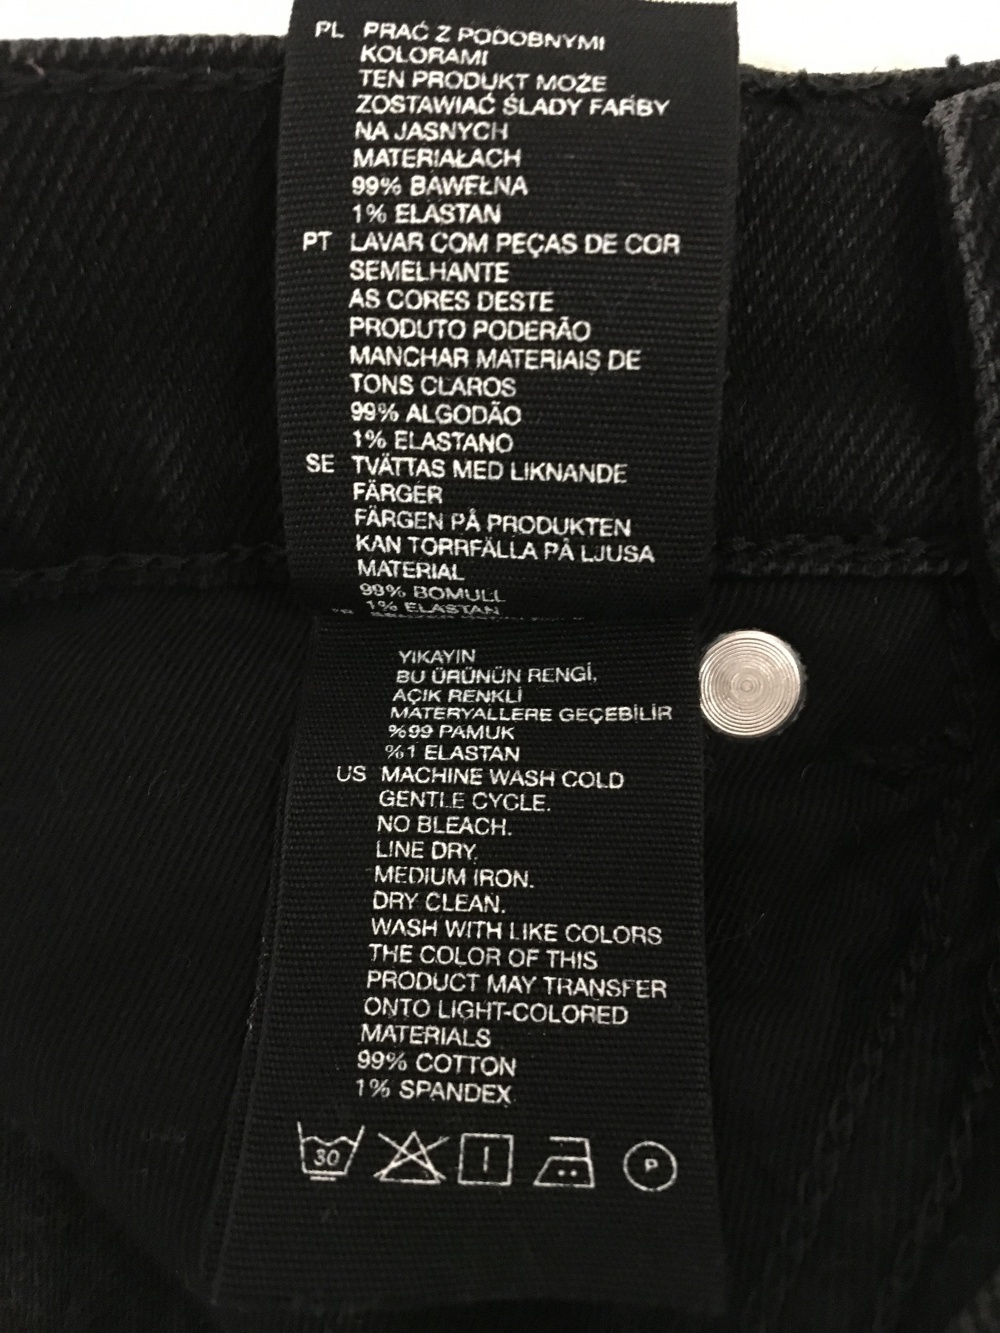 PL PRAĆ Z PODOBNYMI
KOLORAMI
TEN PRODUKT MOŻE
ZOSTAWIAĆ ŚLADY FARBY
NA JASNYCH
MATERIAŁACH
99% BAWEŁNA
1% ELASTAN
PT LAVAR COM PEÇAS DE COR
SEMELHANTE
AS CORES DESTE
PRODUTO PODERÃO
MANCHAR MATERIAIS DE
TONS CLAROS
99% ALGODÃO
1% ELASTANO
SE TVÄTTAS MED LIKNANDE
FÄRGER
FÄRGEN PÅ PRODUKTEN
KAN TORRFÄLLA PÅ LJUSA
MATERIAL
99% BOMULL
1% ELASTAN
YIKAYIN
BU ÜRÜNÜN RENGİ,
AÇIK RENKLİ
MATERYALLERE GEÇEBİLİR
%99 PAMUK
%1 ELASTAN
US MACHINE WASH COLD
GENTLE CYCLE.
NO BLEACH.
LINE DRY.
MEDIUM IRON.
DRY CLEAN.
WASH WITH LIKE COLORS
THE COLOR OF THIS
PRODUCT MAY TRANSFER
ONTO LIGHT-COLORED
MATERIALS
99% COTTON
1% SPANDEX
30 P